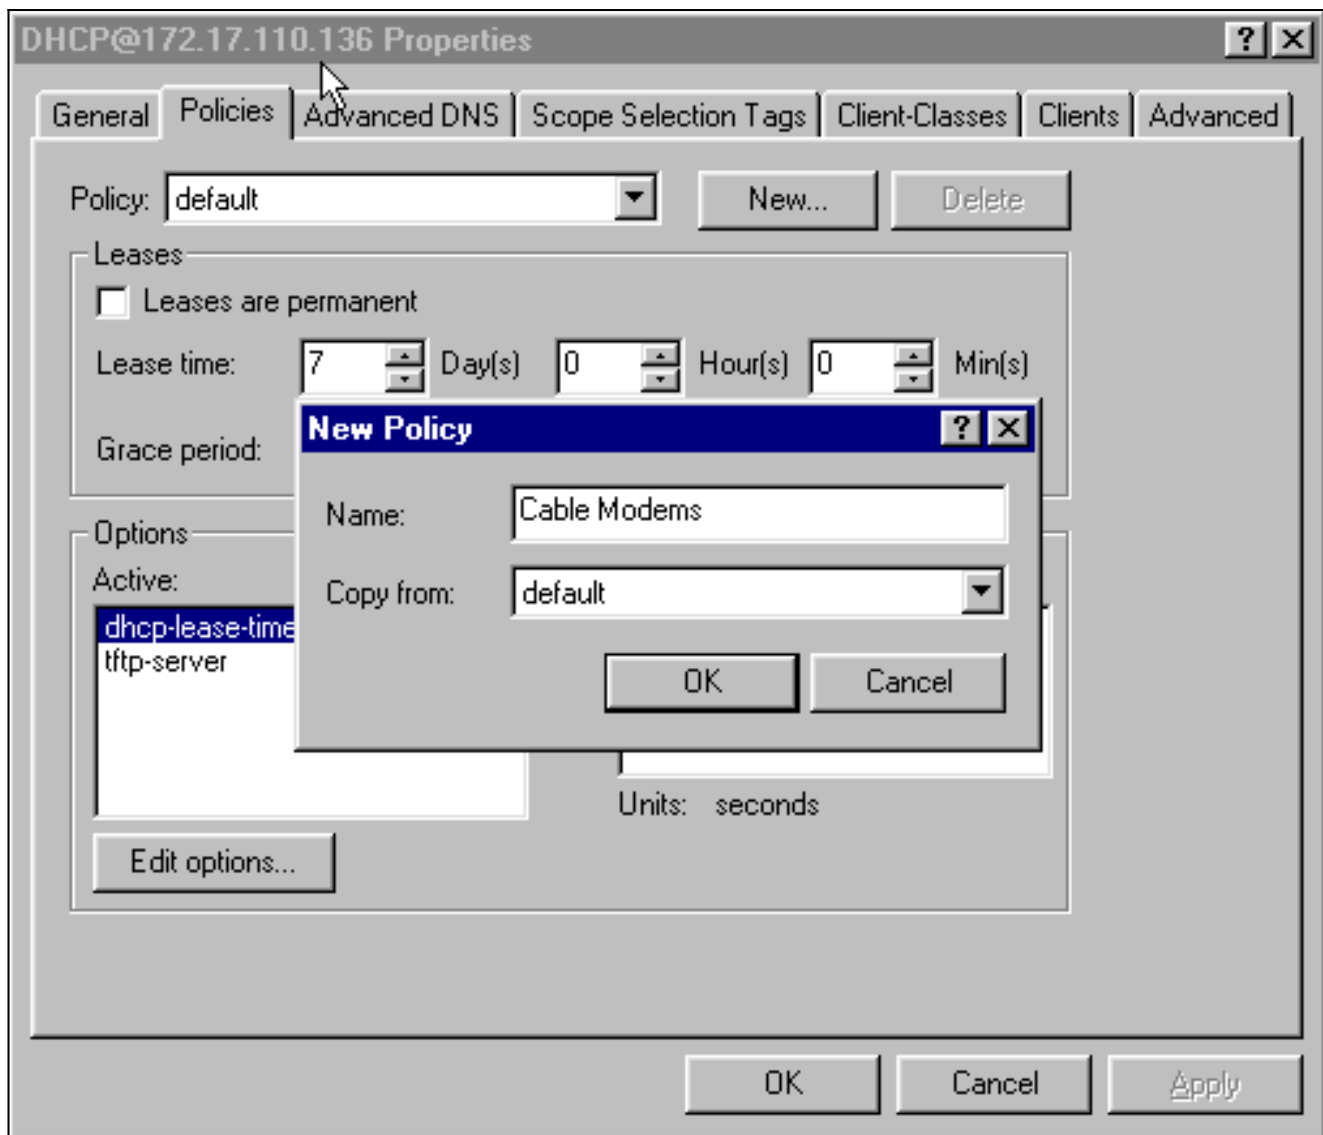 DHCP@172.17.110.136 Properties
General Policies Advanced DNS Scope Selection Tags Client-Classes Clients Advanced
Policy: default New... Delete
Leases
Leases are permanent
Lease time: 7 Day(s) 0 Hour(s) 0 Min(s)
Grace period:
New Policy
Name: Cable Modems
Copy from: default
OK Cancel
Options
Active:
dhcp-lease-time
tftp-server
Units: seconds
Edit options...
OK Cancel Apply